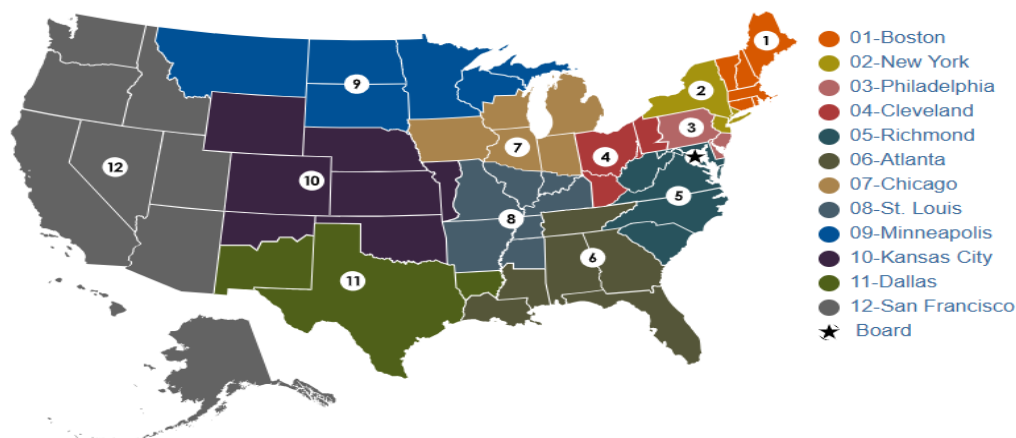 1
9
2
3
7
4
12
10
5
8
6
11
01-Boston
02-New York
03-Philadelphia
04-Cleveland
05-Richmond
06-Atlanta
07-Chicago
08-St. Louis
09-Minneapolis
10-Kansas City
11-Dallas
12-San Francisco
Board